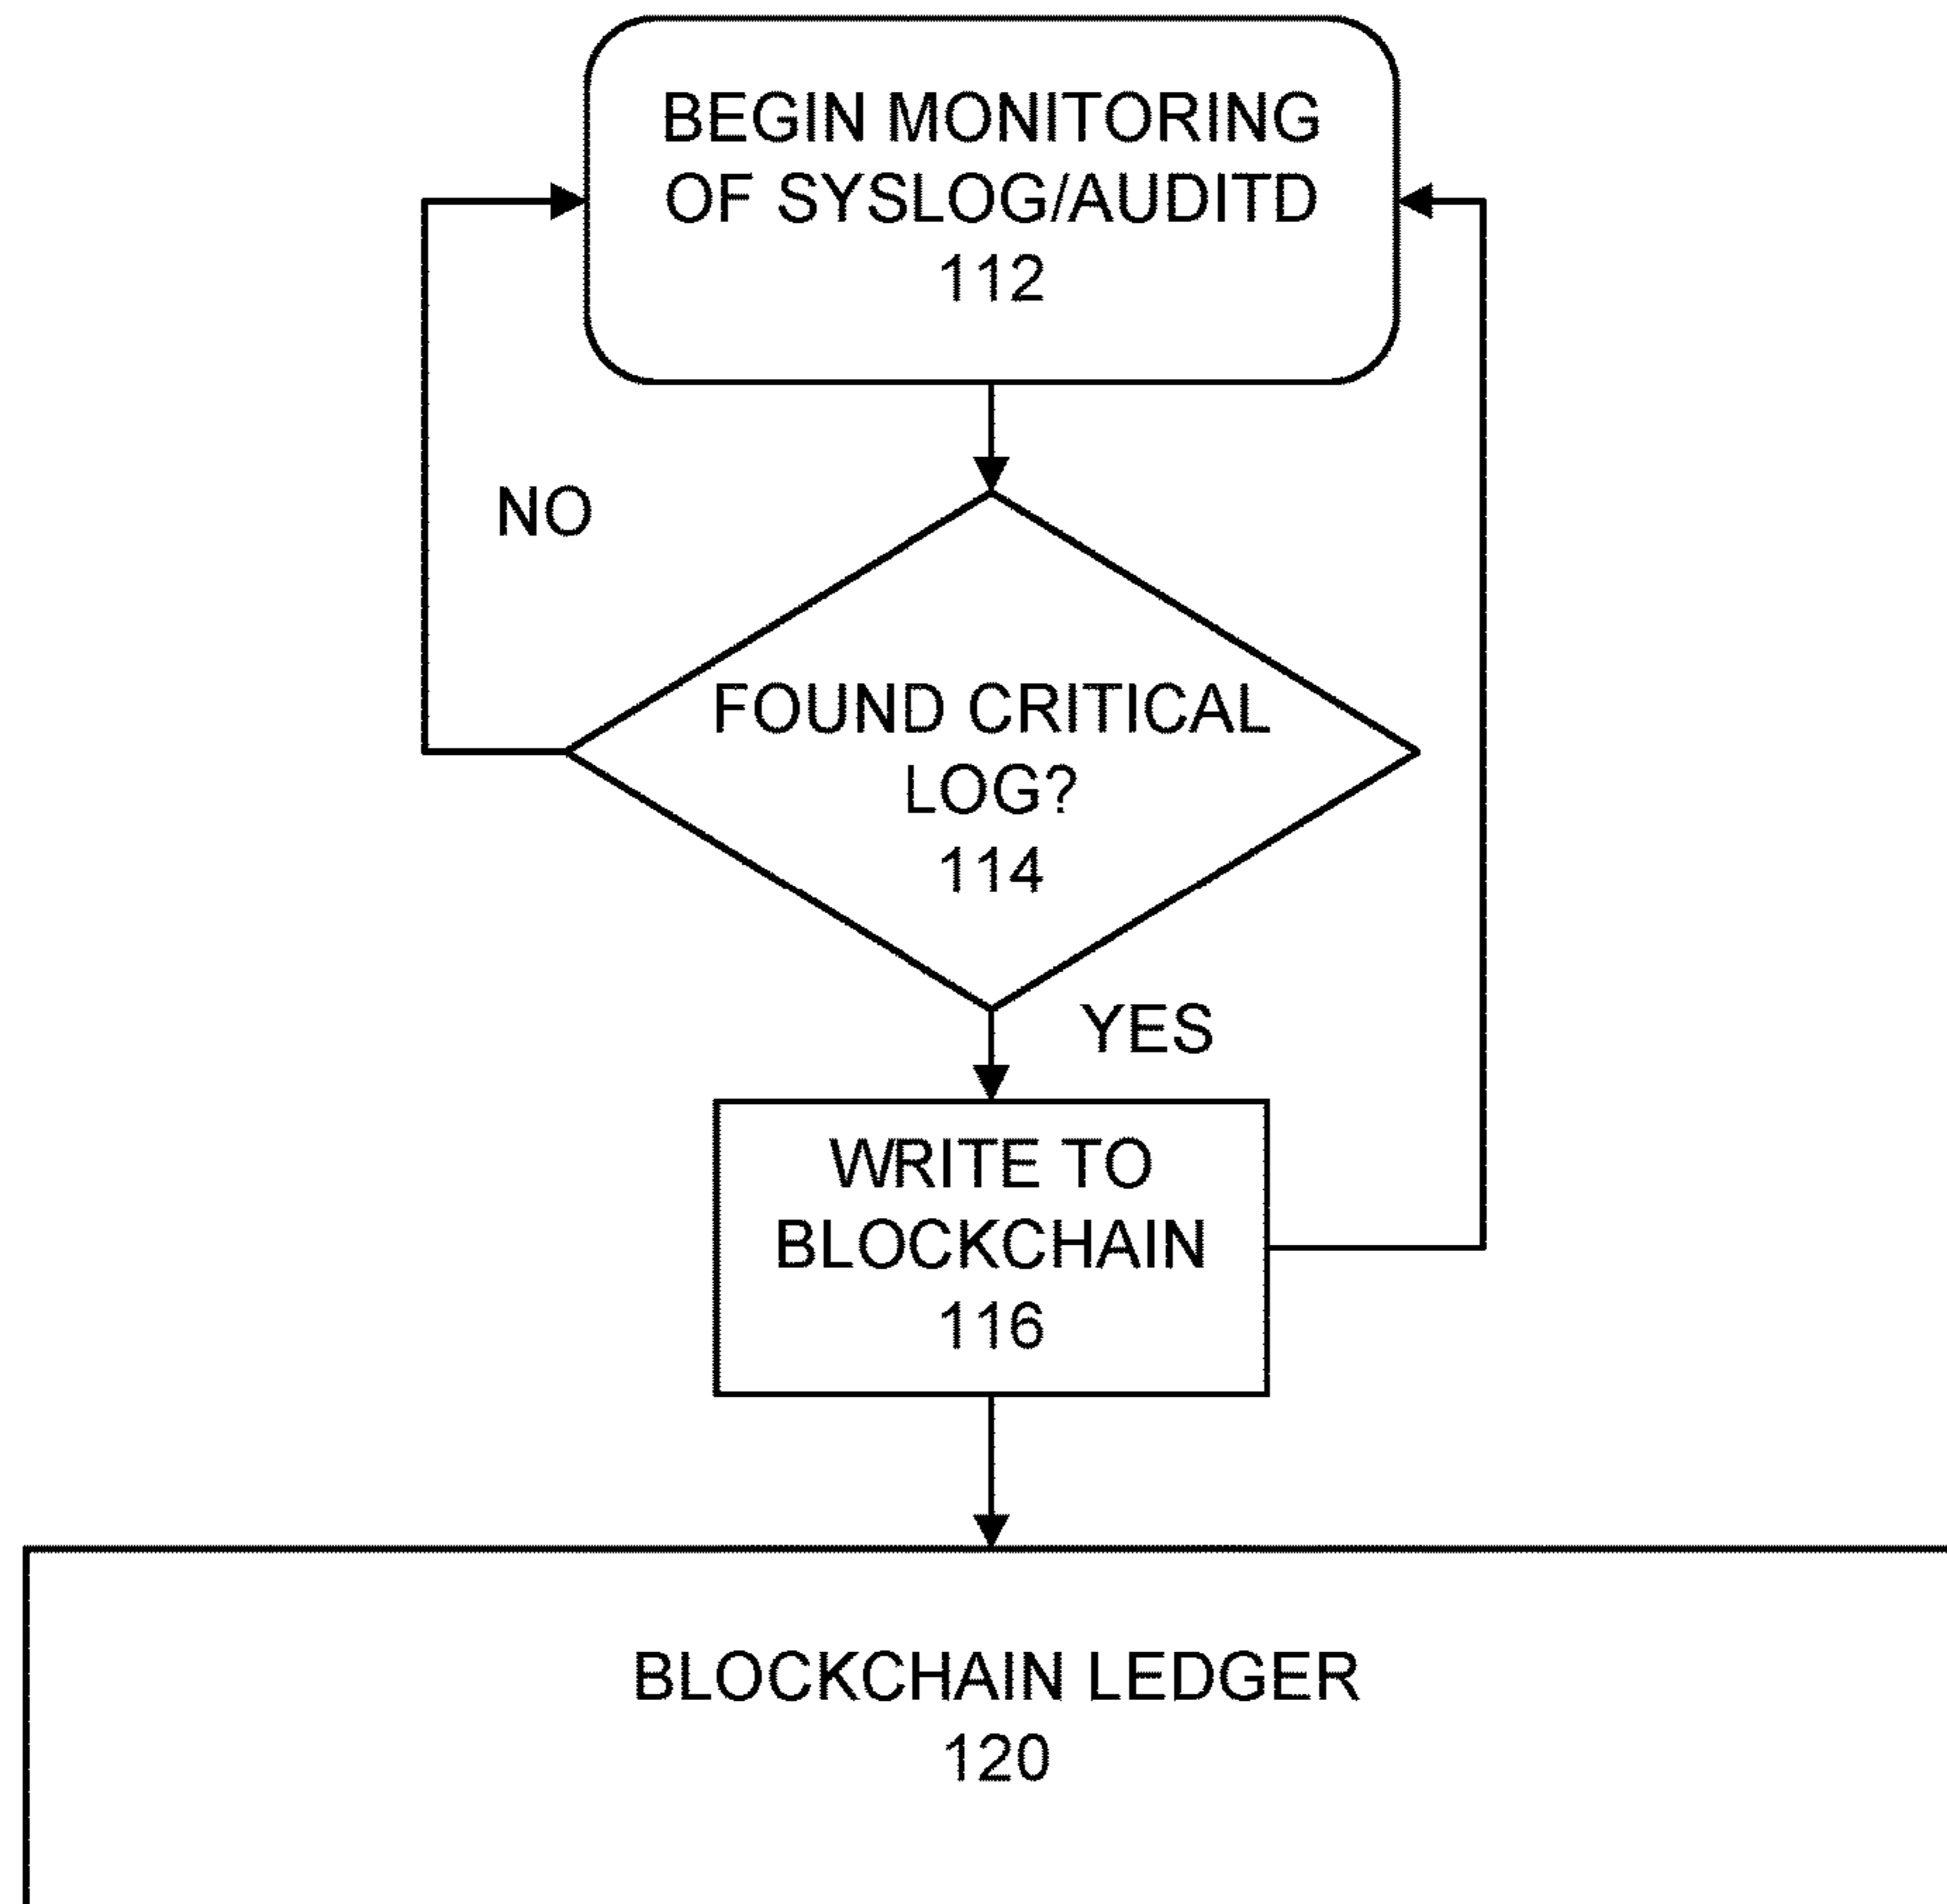 BEGIN MONITORING
OF SYSLOG/AUDITD
112
NO
FOUND CRITICAL
LOG?
114
YES
WRITE TO
BLOCKCHAIN
116
BLOCKCHAIN LEDGER
120